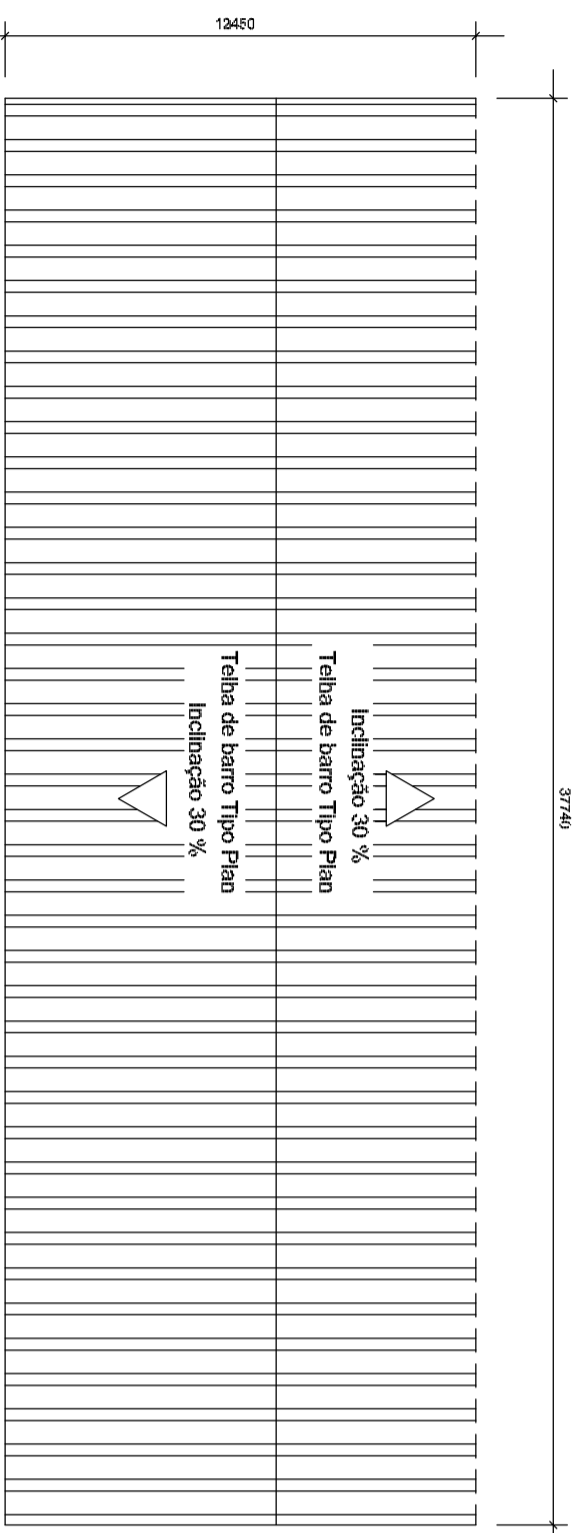 12450
37740
Inclinação 30 %
Telha de barro Tipo Plan
Telha de barro Tipo Plan
Inclinação 30 %